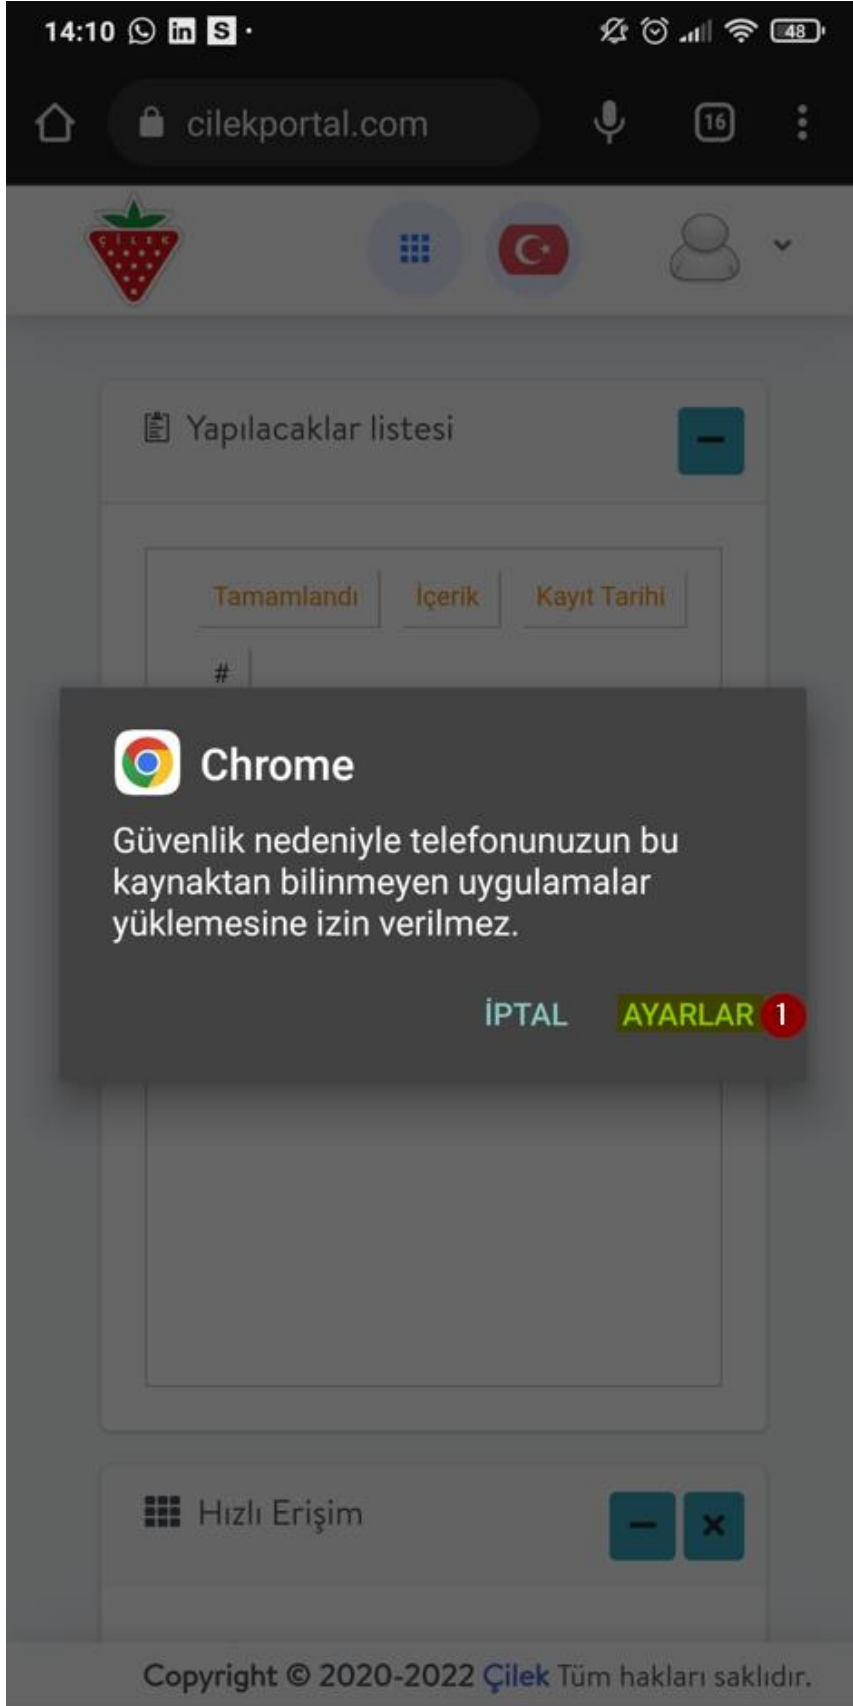 14:10 in S
48
cilekportal.com 16
ÇİLEK
Yapılacaklar listesi
Tamamlandı İçerik Kayıt Tarihi
#
Chrome
Güvenlik nedeniyle telefonunuzun bu
kaynaktan bilinmeyen uygulamalar
yüklemesine izin verilmez.
İPTAL AYARLAR 1
Hızlı Erişim
Copyright © 2020-2022 Çilek Tüm hakları saklıdır.